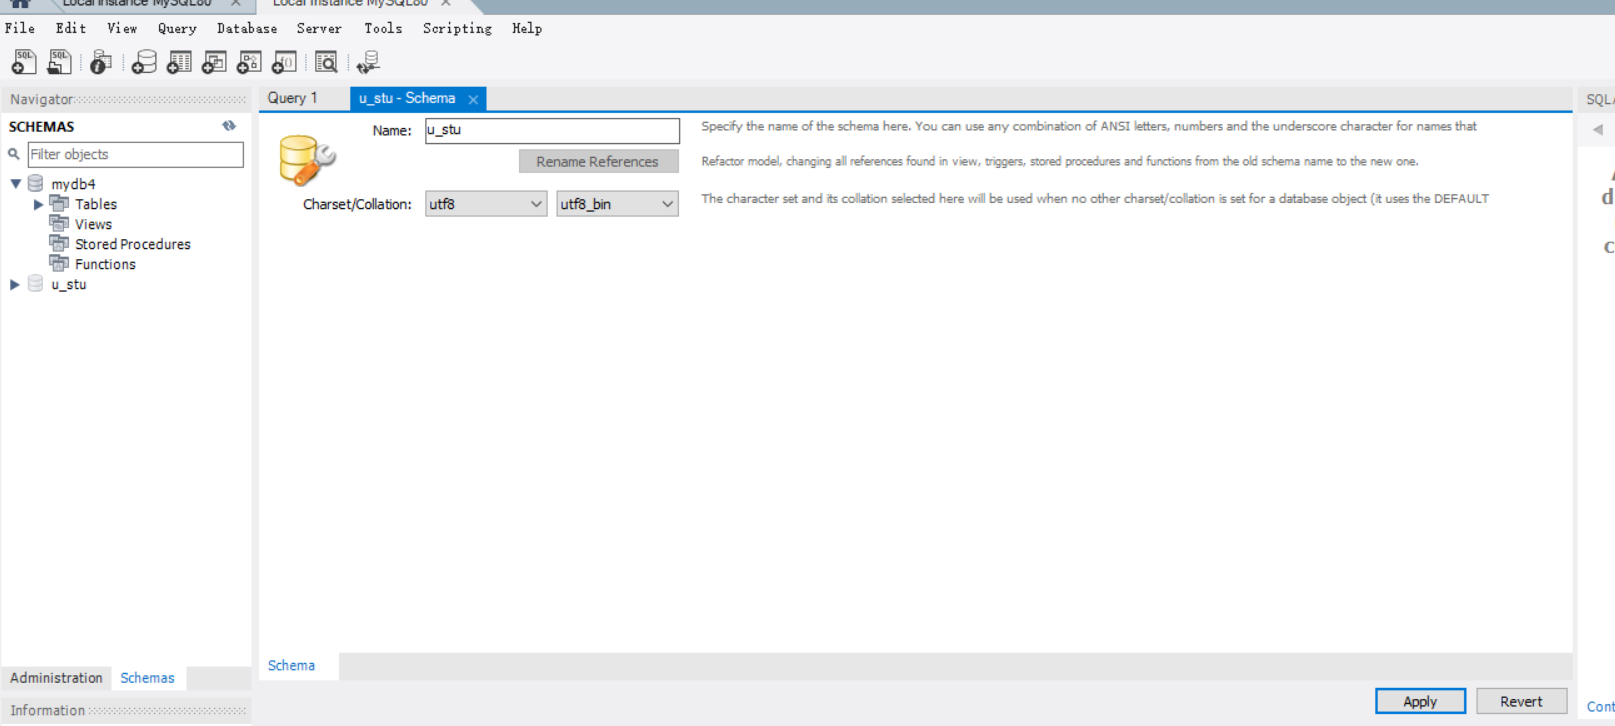 Local instance MySQL80 × Local instance MySQL80 ×
File Edit View Query Database Server Tools Scripting Help
Navigator
SCHEMAS
Filter objects
mydb4
Tables
Views
Stored Procedures
Functions
u_stu
Administration Schemas
Information
Query 1 u_stu - Schema ×
Name: u_stu Specify the name of the schema here. You can use any combination of ANSI letters, numbers and the underscore character for names that
Rename References Refactor model, changing all references found in view, triggers, stored procedures and functions from the old schema name to the new one.
Charset/Collation: utf8 utf8_bin The character set and its collation selected here will be used when no other charset/collation is set for a database object (it uses the DEFAULT
Schema
Apply Revert
SQL
d
c
Cont